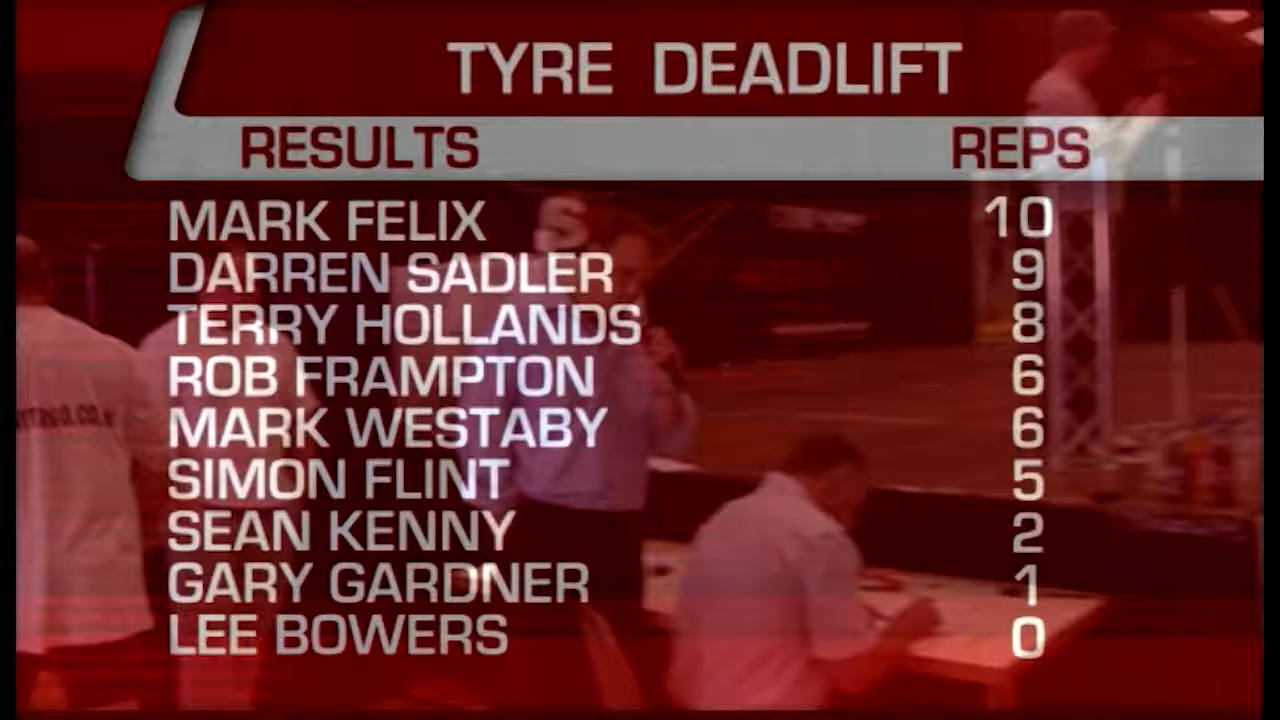 TYRE DEADLIFT
RESULTS REPS
MARK FELIX 10
DARREN SADLER 9
TERRY HOLLANDS 8
ROB FRAMPTON 6
MARK WESTABY 6
SIMON FLINT 5
SEAN KENNY 2
GARY GARDNER 1
LEE BOWERS 0